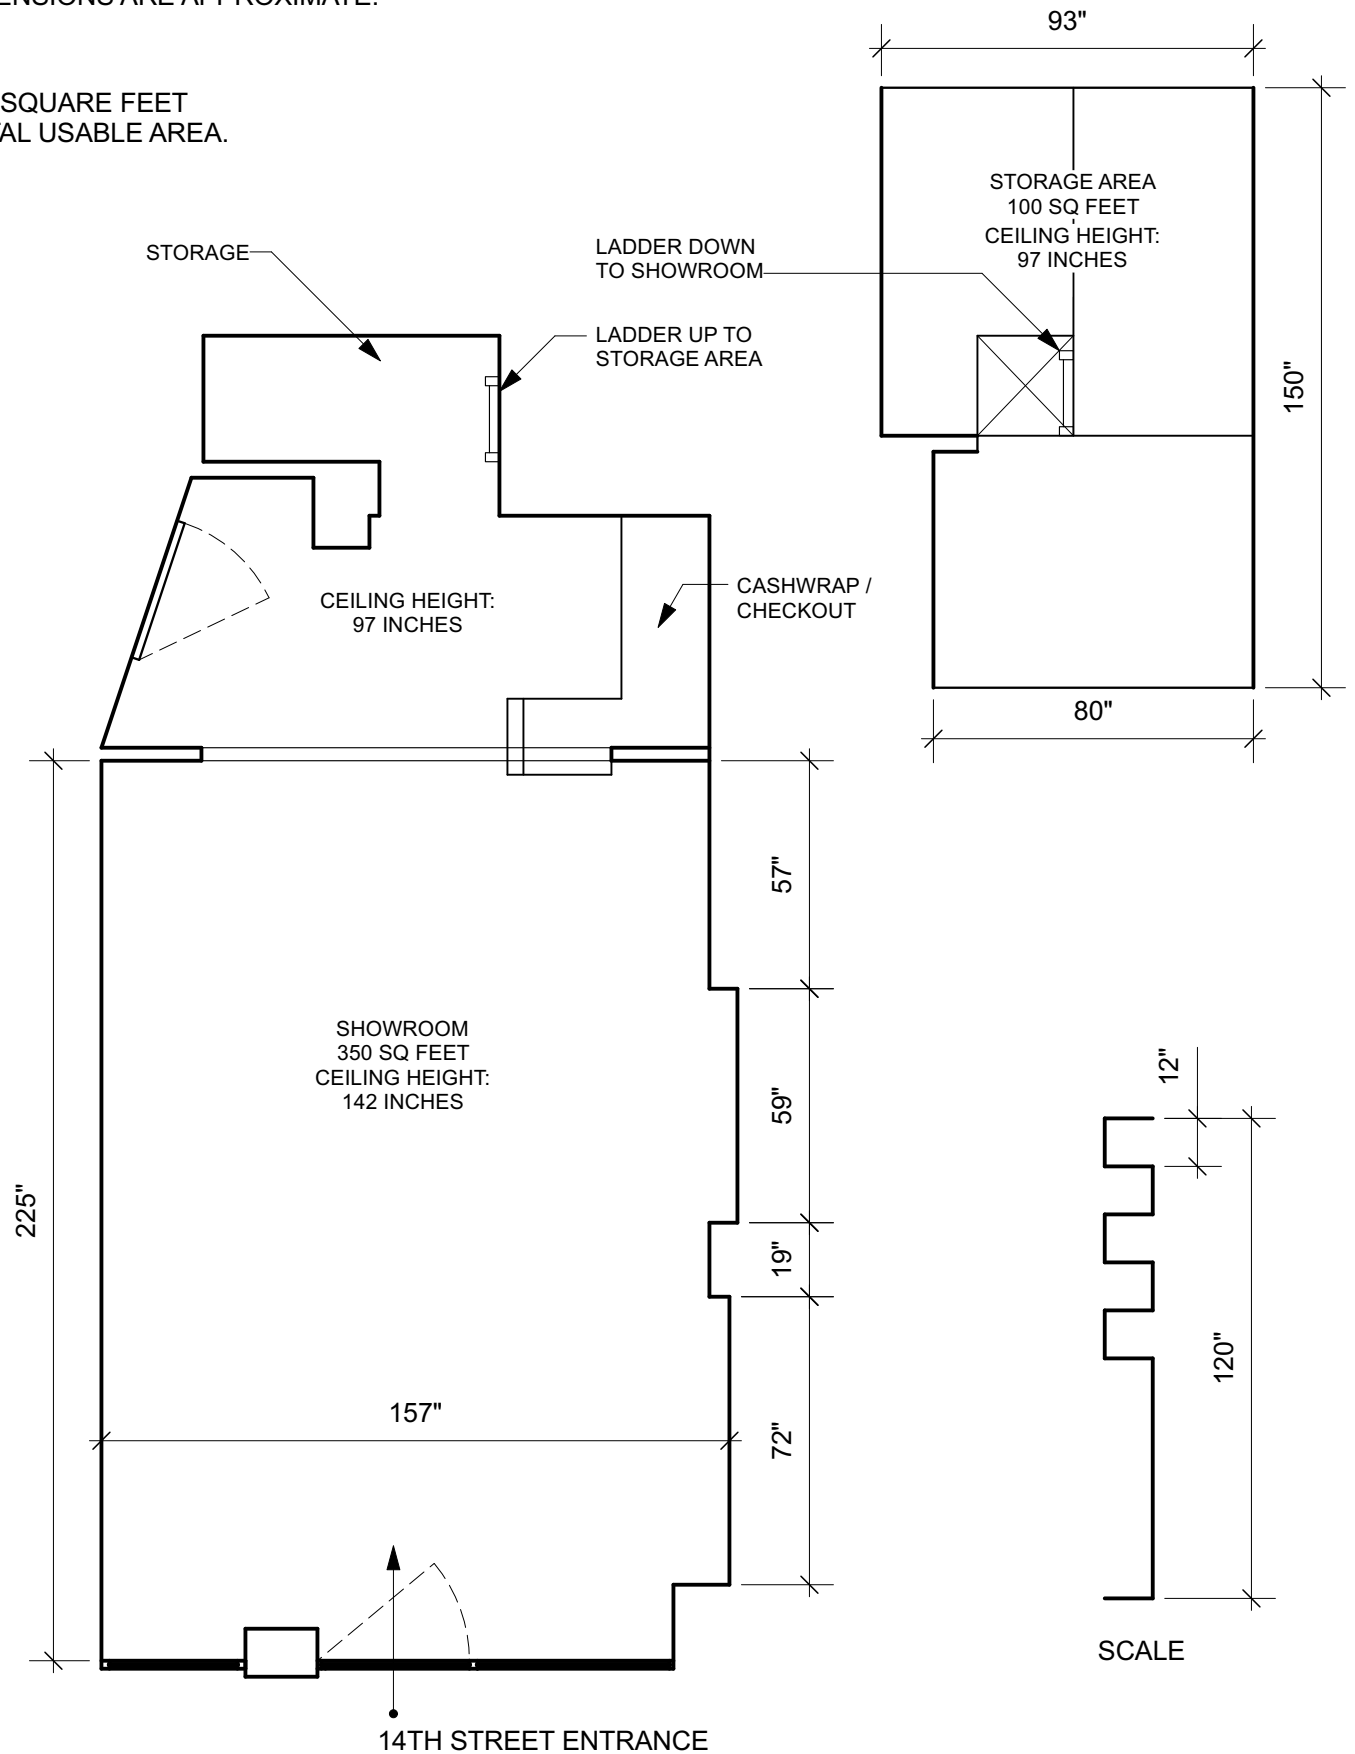 ARE APPROXIMATE.
93"
SQUARE FEET
USABLE AREA.
STORAGE AREA
100 SQ FEET
CEILING HEIGHT:
97 INCHES
STORAGE
LADDER DOWN
TO SHOWROOM
LADDER UP TO
STORAGE AREA
150"
CEILING HEIGHT:
97 INCHES
CASHWRAP /
CHECKOUT
80"
57"
SHOWROOM
350 SQ FEET
CEILING HEIGHT:
142 INCHES
59"
12"
225"
19"
120"
157"
72"
SCALE
14TH STREET ENTRANCE